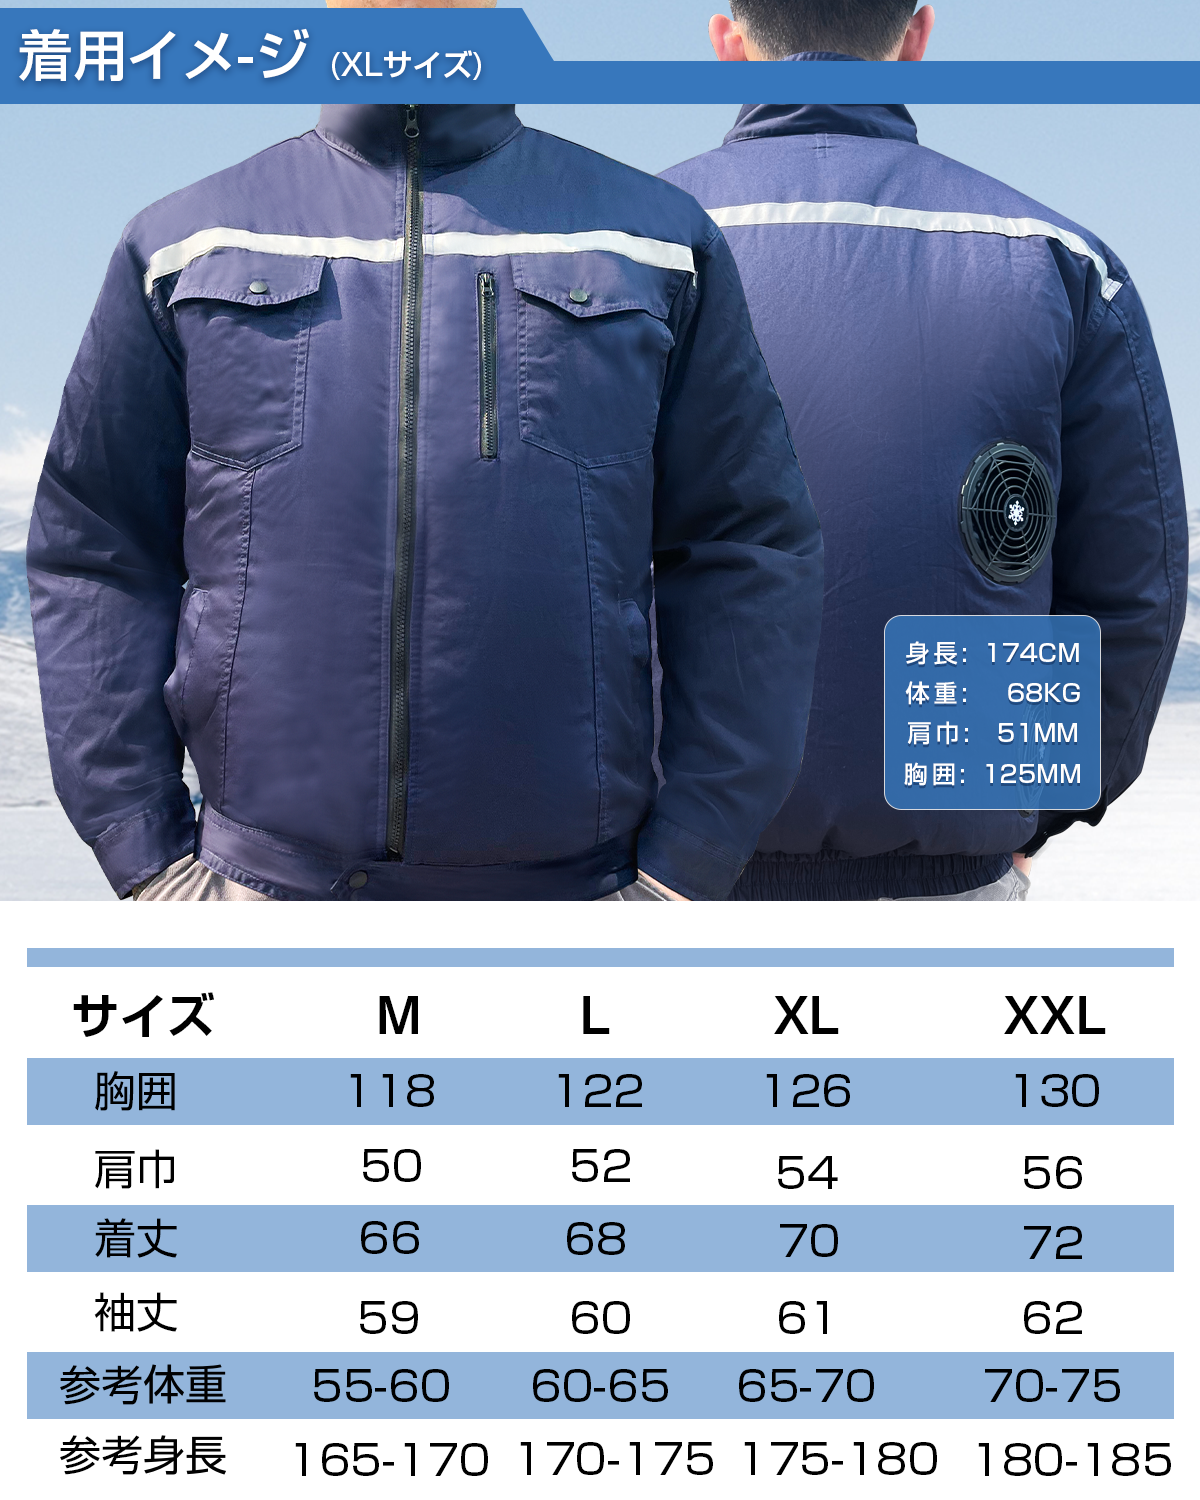 着用イメ-ジ (XLサイズ)
身長: 174CM
体重: 68KG
肩巾: 51MM
胸囲: 125MM
サイズ M L XL XXL
胸囲 118 122 126 130
肩巾 50 52 54 56
着丈 66 68 70 72
袖丈 59 60 61 62
参考体重 55-60 60-65 65-70 70-75
参考身長 165-170 170-175 175-180 180-185